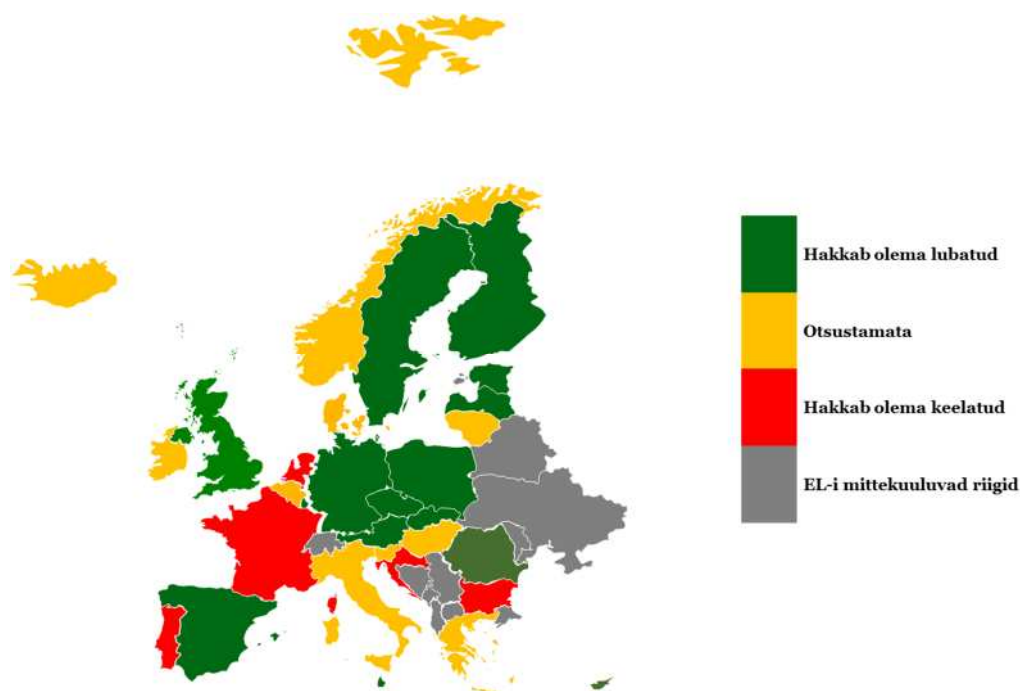 Hakkab olema lubatud
Otsustamata
Hakkab olema keelatud
EL-i mittekuuluvad riigid